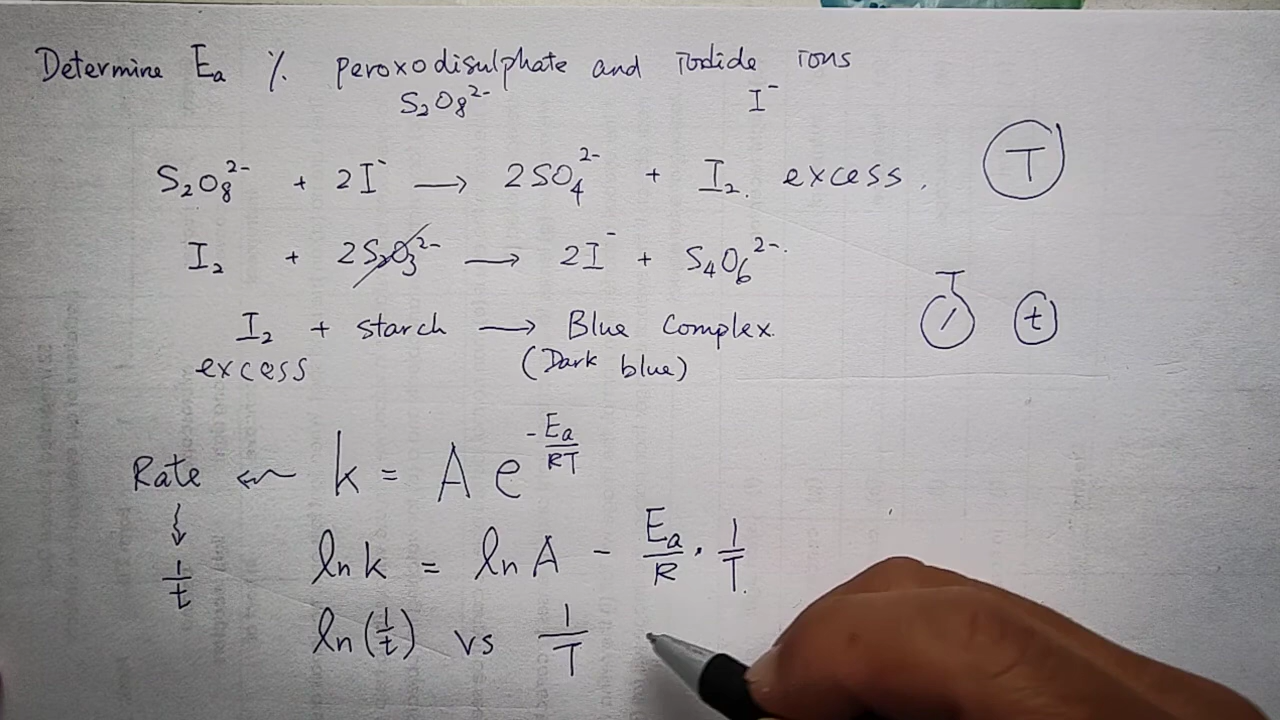 Determine Ea % peroxodisulphate and iodide ions
S₂O₈²⁻ I⁻
S₂O₈²⁻ + 2I⁻ → 2SO₄²⁻ + I₂. excess. T
I₂ + 2S₂O₃²⁻ → 2I⁻ + S₄O₆²⁻.
t
I₂ + starch → Blue Complex.
excess (Dark blue)
Rate ← k = A e^(-Ea/RT)
↓
1/t
ln k = ln A - Ea/R · 1/T.
ln(1/t) vs 1/T